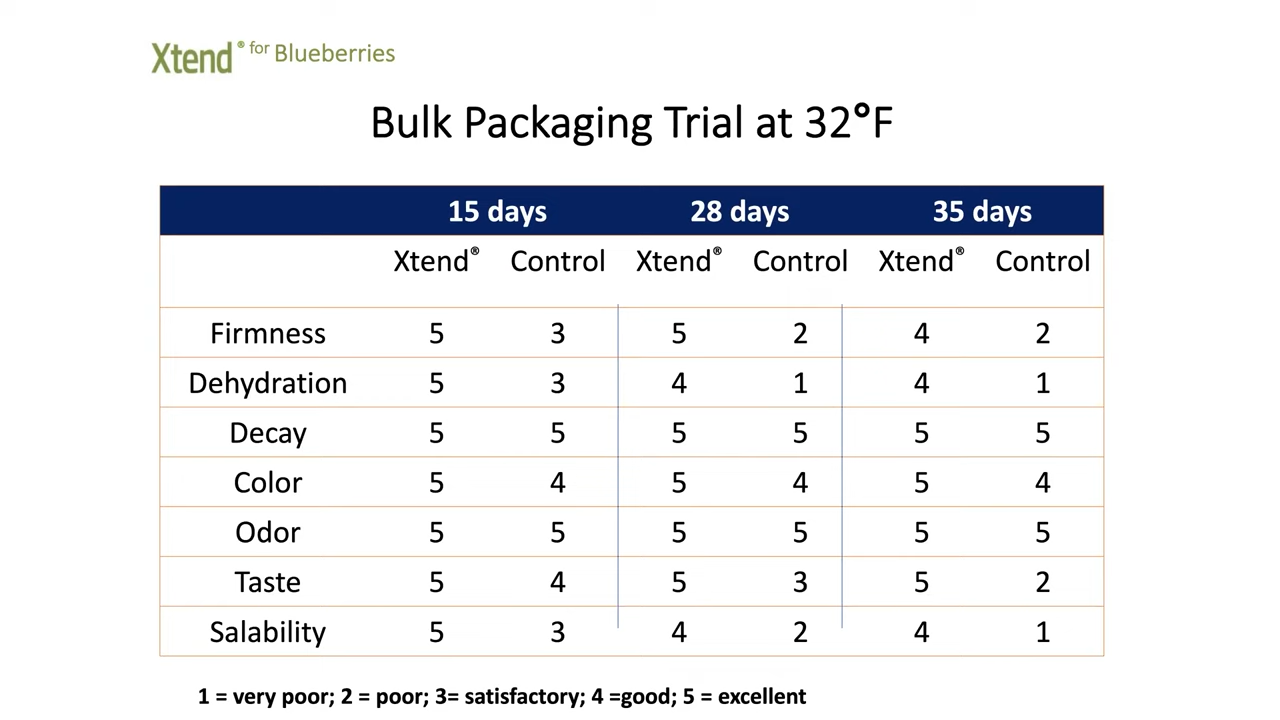 Xtend® for Blueberries
Bulk Packaging Trial at 32°F
15 days 28 days 35 days
Xtend® Control Xtend® Control Xtend® Control
Firmness 5 3 5 2 4 2
Dehydration 5 3 4 1 4 1
Decay 5 5 5 5 5 5
Color 5 4 5 4 5 4
Odor 5 5 5 5 5 5
Taste 5 4 5 3 5 2
Salability 5 3 4 2 4 1
1 = very poor; 2 = poor; 3= satisfactory; 4 =good; 5 = excellent